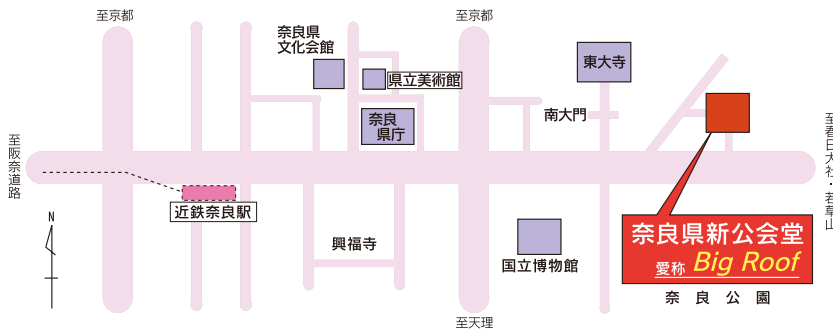 至京都
至京都
奈良県
文化会館
県立美術館
東大寺
奈良
県庁
南大門
至阪奈道路
至春日大社・若草山
近鉄奈良駅
N
興福寺
国立博物館
奈良県新公会堂
愛称 Big Roof
奈良公園
至天理